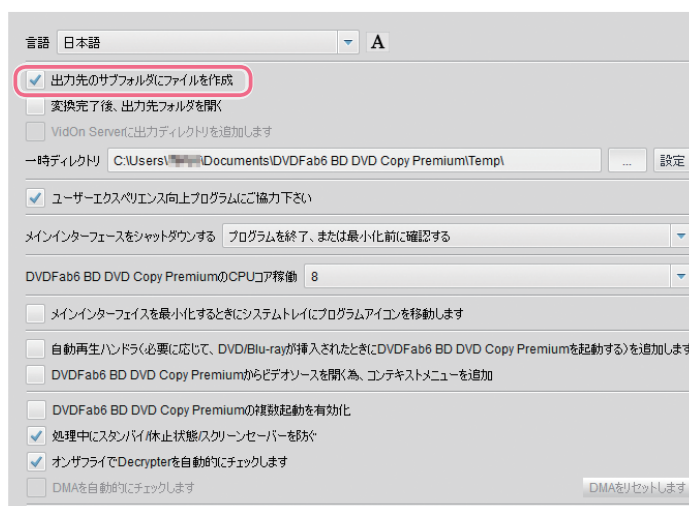 言語 日本語 A
出力先のサブフォルダにファイルを作成
変換完了後、出力先フォルダを開く
VidOn Serverに出力ディレクトリを追加します
一時ディレクトリ C:\Users\ \Documents\DVDFab6 BD DVD Copy Premium\Temp\ ... 設定
ユーザーエクスペリエンス向上プログラムにご協力下さい
メインインターフェースをシャットダウンする プログラムを終了、または最小化前に確認する
DVDFab6 BD DVD Copy PremiumのCPUコア稼働 8
メインインターフェイスを最小化するときにシステムトレイにプログラムアイコンを移動します
自動再生ハンドラ(必要に応じて、DVD/Blu-rayが挿入されたときにDVDFab6 BD DVD Copy Premiumを起動する)を追加します
DVDFab6 BD DVD Copy Premiumからビデオソースを開く為、コンテキストメニューを追加
DVDFab6 BD DVD Copy Premiumの複数起動を有効化
処理中にスタンバイ/休止状態/スクリーンセーバーを防ぐ
オンザフライでDecrypterを自動的にチェックします
DMAを自動的にチェックします DMAをリセットします